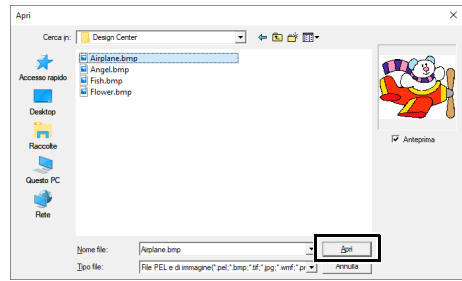 Apri
Cerca in: Design Center
Accesso rapido
Desktop
Raccolte
Questo PC
Rete
Airplane.bmp
Angel.bmp
Fish.bmp
Flower.bmp
Anteprima
Nome file: Airplane.bmp Apri
Tipo file: File PEL e di immagine(*.pel;*.bmp;*.tif;*.jpg;*.wmf;*.pn Annulla